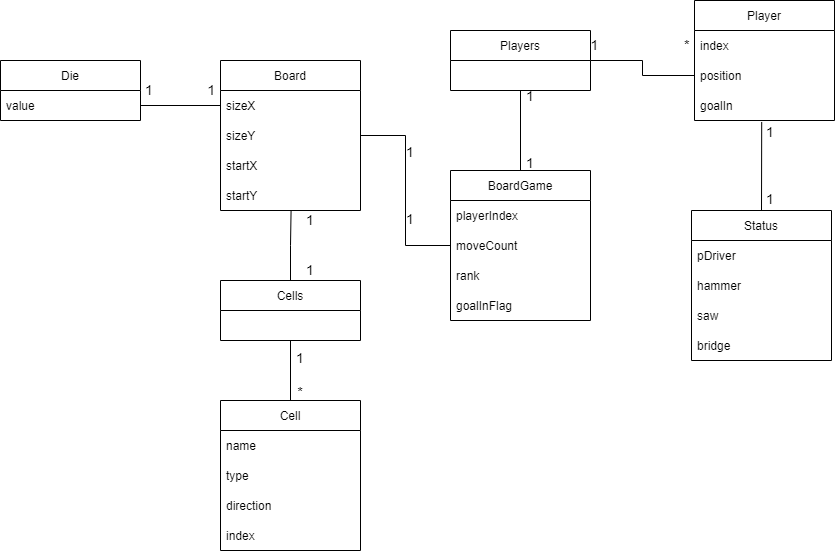 Player
index
position
goalIn
Players
1
*
Die
value
1
1
Board
sizeX
sizeY
startX
startY
1
1
1
1
BoardGame
playerIndex
moveCount
rank
goalInFlag
1
1
Status
pDriver
hammer
saw
bridge
1
1
Cells
1
*
Cell
name
type
direction
index
1
1